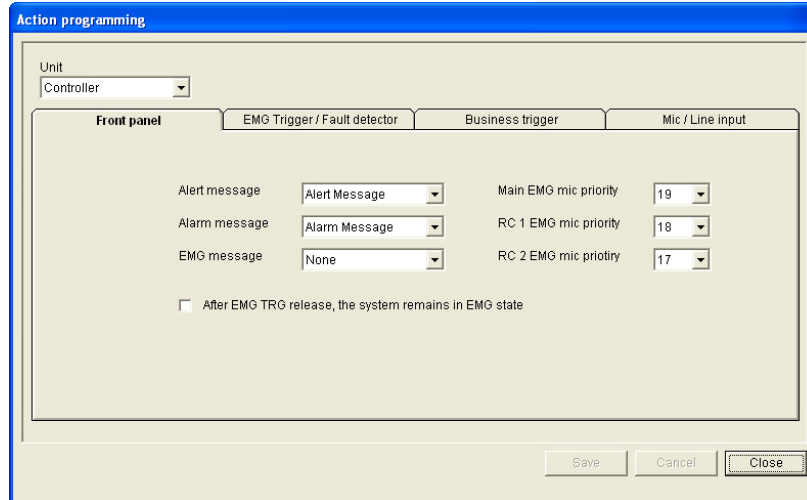 Action programming
Unit
Controller
Front panel EMG Trigger / Fault detector Business trigger Mic / Line input
Alert message Alert Message Main EMG mic priority 19
Alarm message Alarm Message RC 1 EMG mic priority 18
EMG message None RC 2 EMG mic priotiry 17
After EMG TRG release, the system remains in EMG state
Save Cancel Close